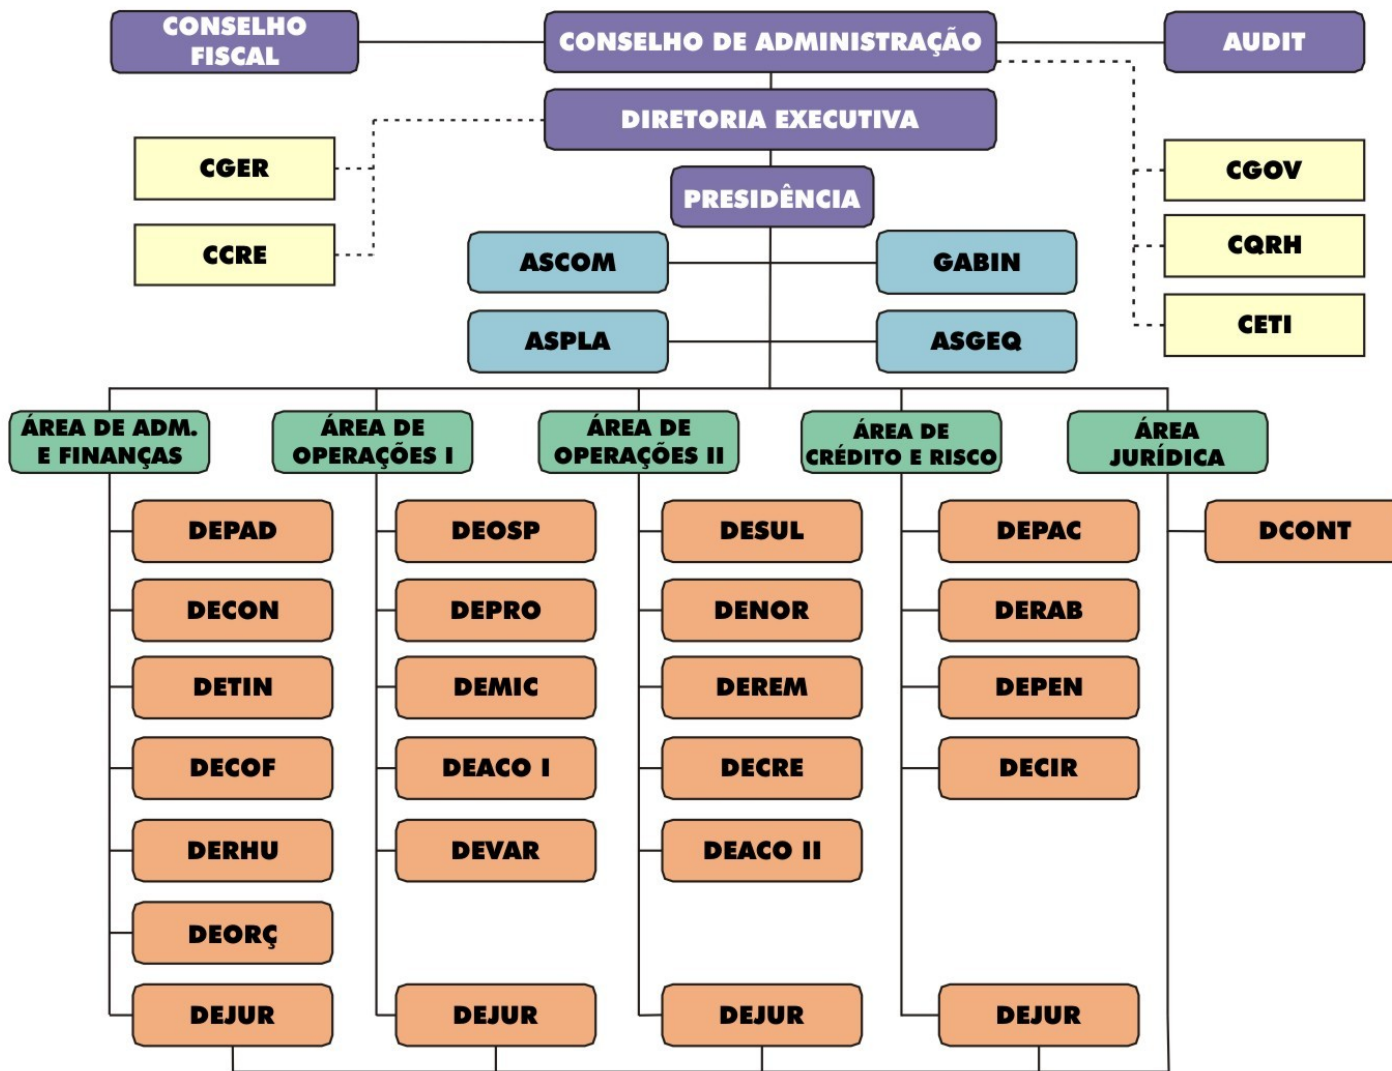 CONSELHO
FISCAL
CONSELHO DE ADMINISTRAÇÃO
AUDIT
DIRETORIA EXECUTIVA
CGER
CCRE
PRESIDÊNCIA
CGOV
CQRH
CETI
ASCOM
GABIN
ASPLA
ASGEQ
ÁREA DE ADM.
E FINANÇAS
ÁREA DE
OPERAÇÕES I
ÁREA DE
OPERAÇÕES II
ÁREA DE
CRÉDITO E RISCO
ÁREA
JURÍDICA
DEPAD
DEOSP
DESUL
DEPAC
DCONT
DECON
DEPRO
DENOR
DERAB
DETIN
DEMIC
DEREM
DEPEN
DECOF
DEACO I
DECRE
DECIR
DERHU
DEVAR
DEACO II
DEORÇ
DEJUR
DEJUR
DEJUR
DEJUR